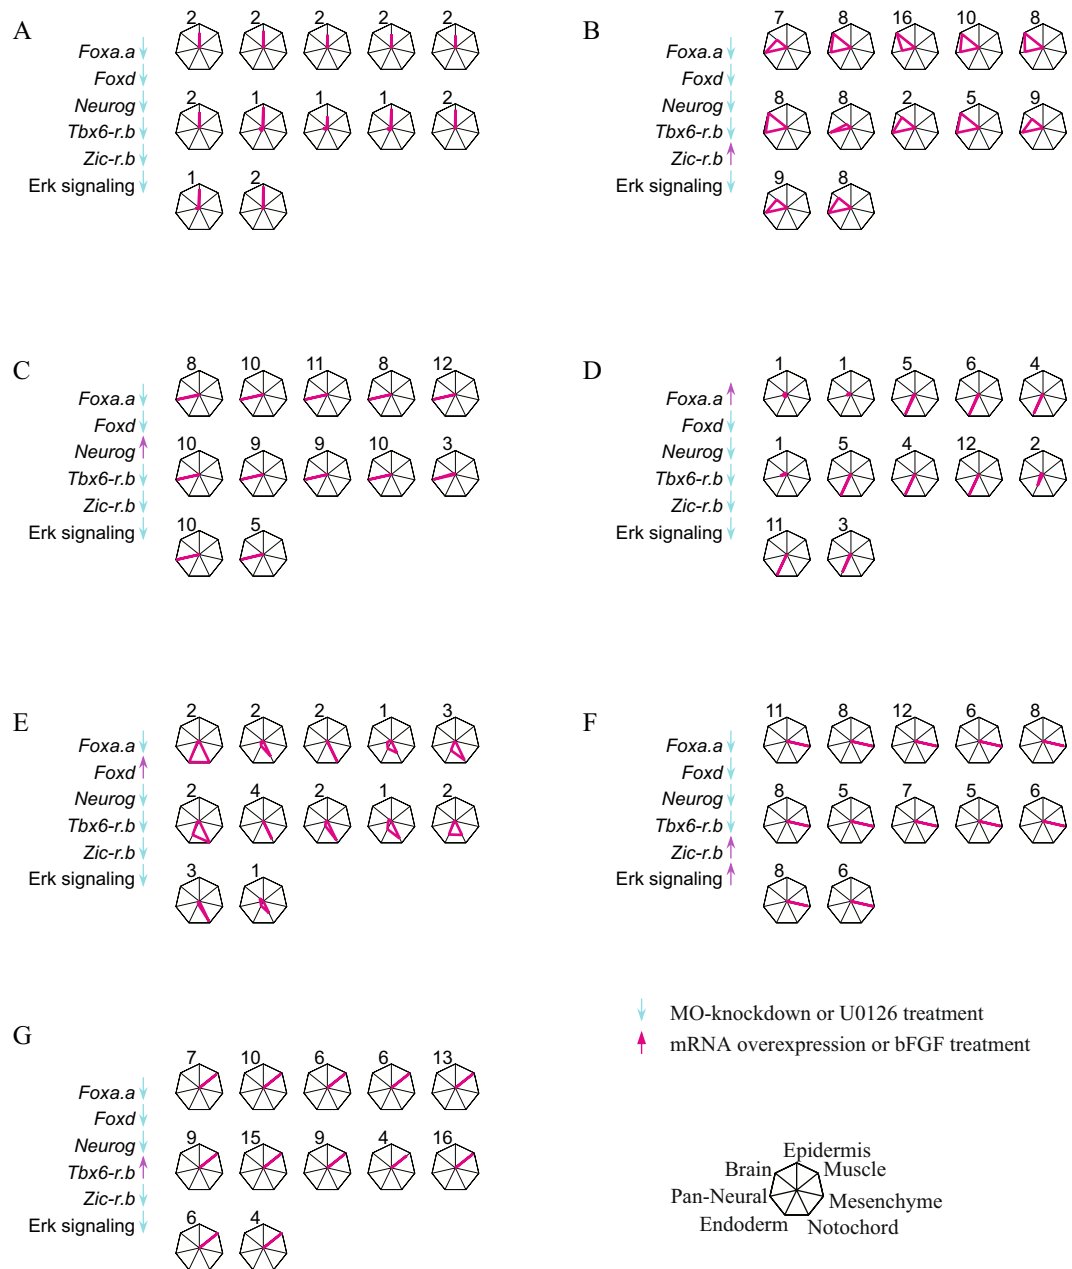 A
2 2 2 2 2
Foxa.a
Foxd
Neurog
2 1 1 1 2
Tbx6-r.b
Zic-r.b
Erk signaling
1 2
B
7 8 16 10 8
Foxa.a
Foxd
Neurog
8 8 2 5 9
Tbx6-r.b
Zic-r.b
Erk signaling
9 8
C
8 10 11 8 12
Foxa.a
Foxd
Neurog
10 9 9 10 3
Tbx6-r.b
Zic-r.b
Erk signaling
10 5
D
1 1 5 6 4
Foxa.a
Foxd
Neurog
1 5 4 12 2
Tbx6-r.b
Zic-r.b
Erk signaling
11 3
E
2 2 2 1 3
Foxa.a
Foxd
Neurog
2 4 2 1 2
Tbx6-r.b
Zic-r.b
Erk signaling
3 1
F
11 8 12 6 8
Foxa.a
Foxd
Neurog
8 5 7 5 6
Tbx6-r.b
Zic-r.b
Erk signaling
8 6
G
7 10 6 6 13
Foxa.a
Foxd
Neurog
9 15 9 4 16
Tbx6-r.b
Zic-r.b
Erk signaling
6 4
MO-knockdown or U0126 treatment
mRNA overexpression or bFGF treatment
Epidermis
Brain Muscle
Pan-Neural Mesenchyme
Endoderm Notochord